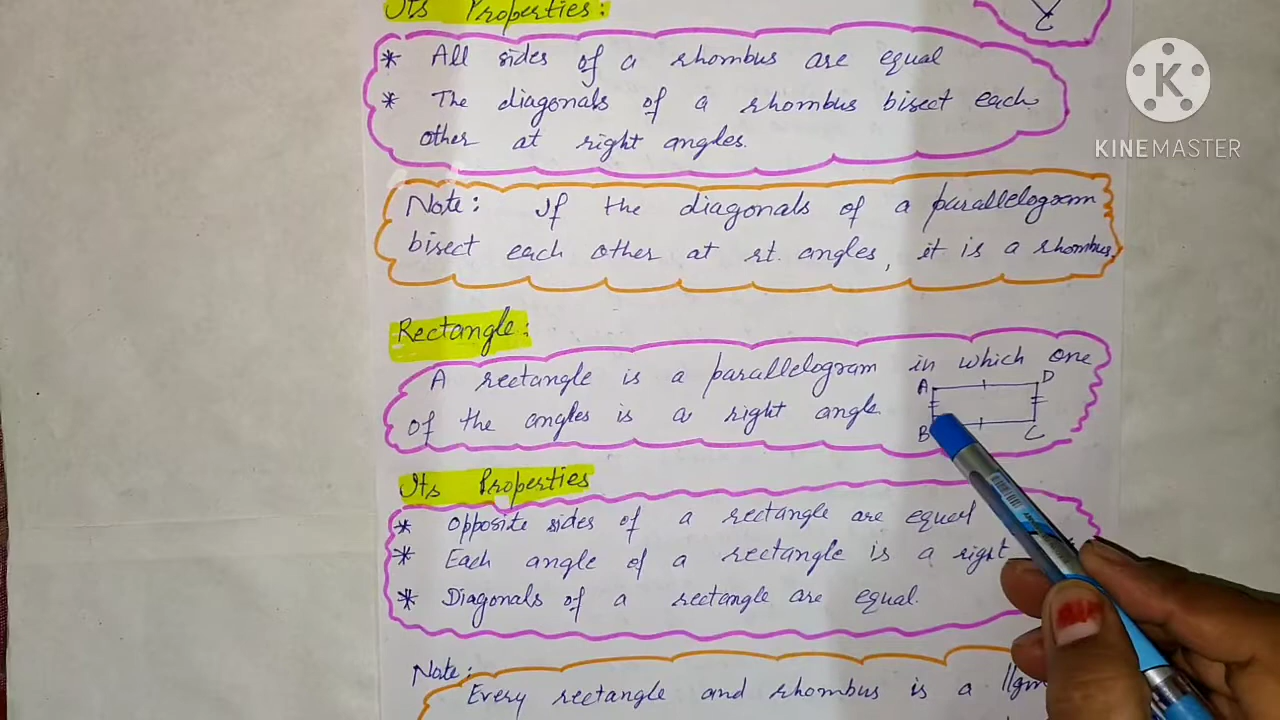 Its Properties:
C
* All sides of a rhombus are equal
* The diagonals of a rhombus bisect each
other at right angles.
Note: If the diagonals of a parallelogram
bisect each other at rt. angles, it is a rhombus.
Rectangle:
A rectangle is a parallelogram in which one
of the angles is a right angle
A D
B C
Its Properties
* Opposite sides of a rectangle are equal
* Each angle of a rectangle is a right
* Diagonals of a rectangle are equal.
Note:
Every rectangle and rhombus is a llgm
K
KINEMASTER